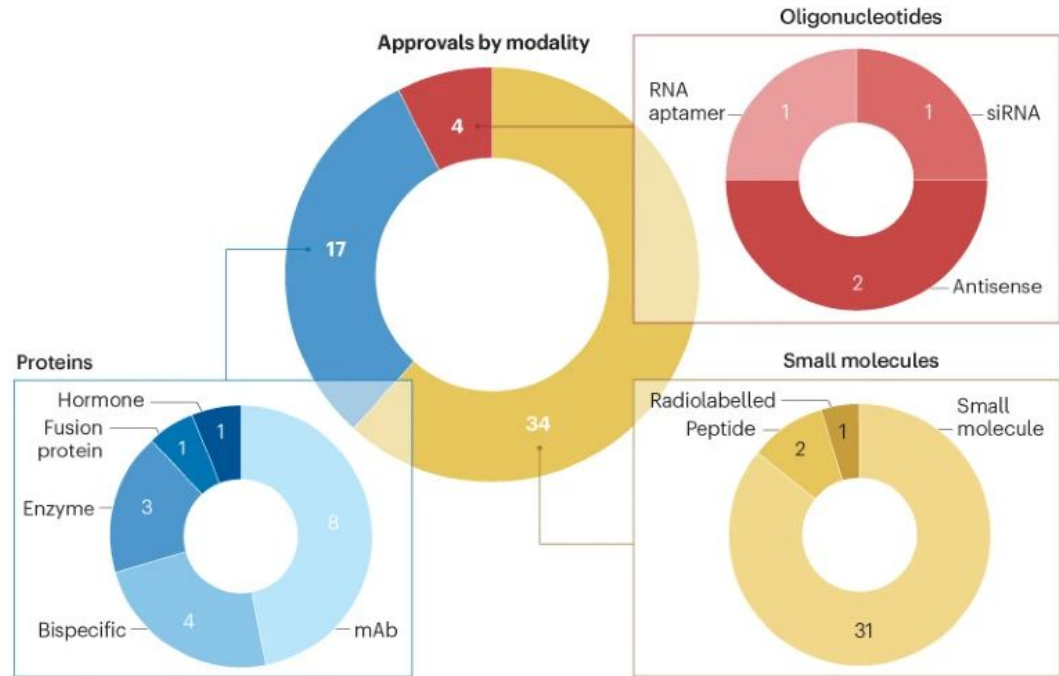 Approvals by modality
4
17
34
Oligonucleotides
RNA
aptamer
1
1
siRNA
2
Antisense
Proteins
Hormone
Fusion
protein
Enzyme
Bispecific
1
1
3
4
8
mAb
Small molecules
Radiolabelled
Peptide
2
1
Small
molecule
31